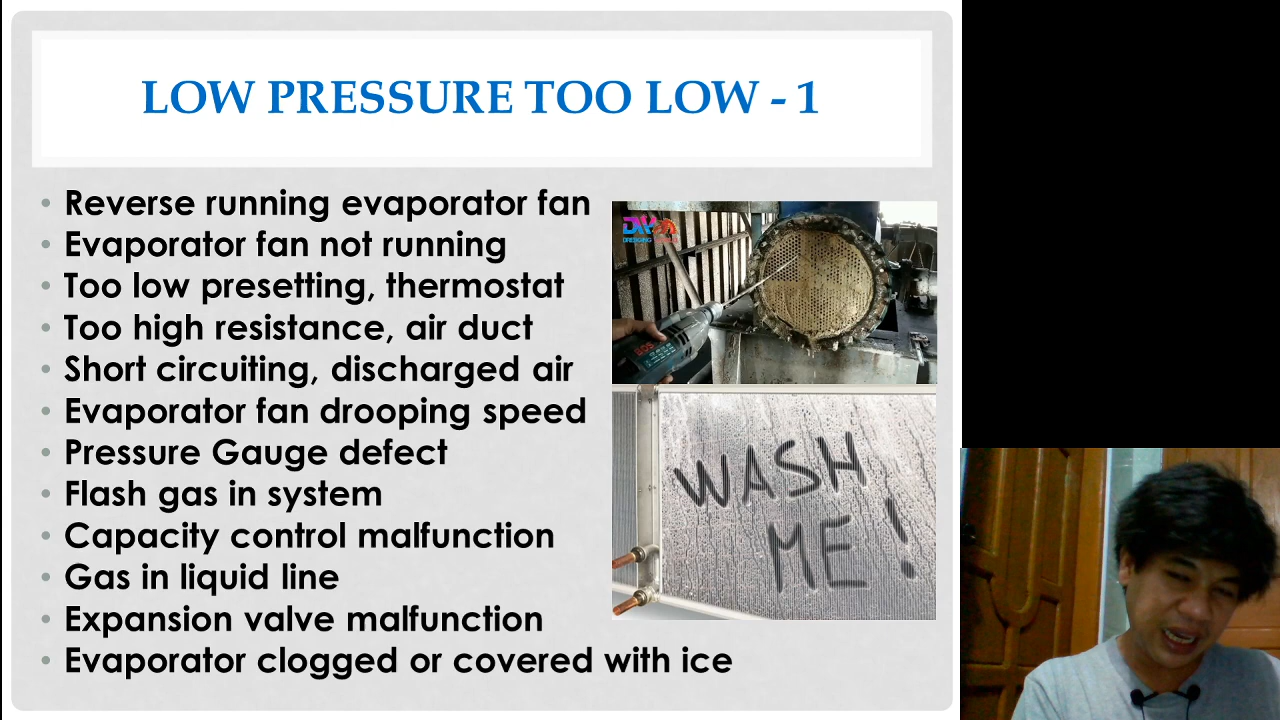 LOW PRESSURE TOO LOW - 1
• Reverse running evaporator fan
• Evaporator fan not running
• Too low presetting, thermostat
• Too high resistance, air duct
• Short circuiting, discharged air
• Evaporator fan drooping speed
• Pressure Gauge defect
• Flash gas in system
• Capacity control malfunction
• Gas in liquid line
• Expansion valve malfunction
• Evaporator clogged or covered with ice
WASH
ME!